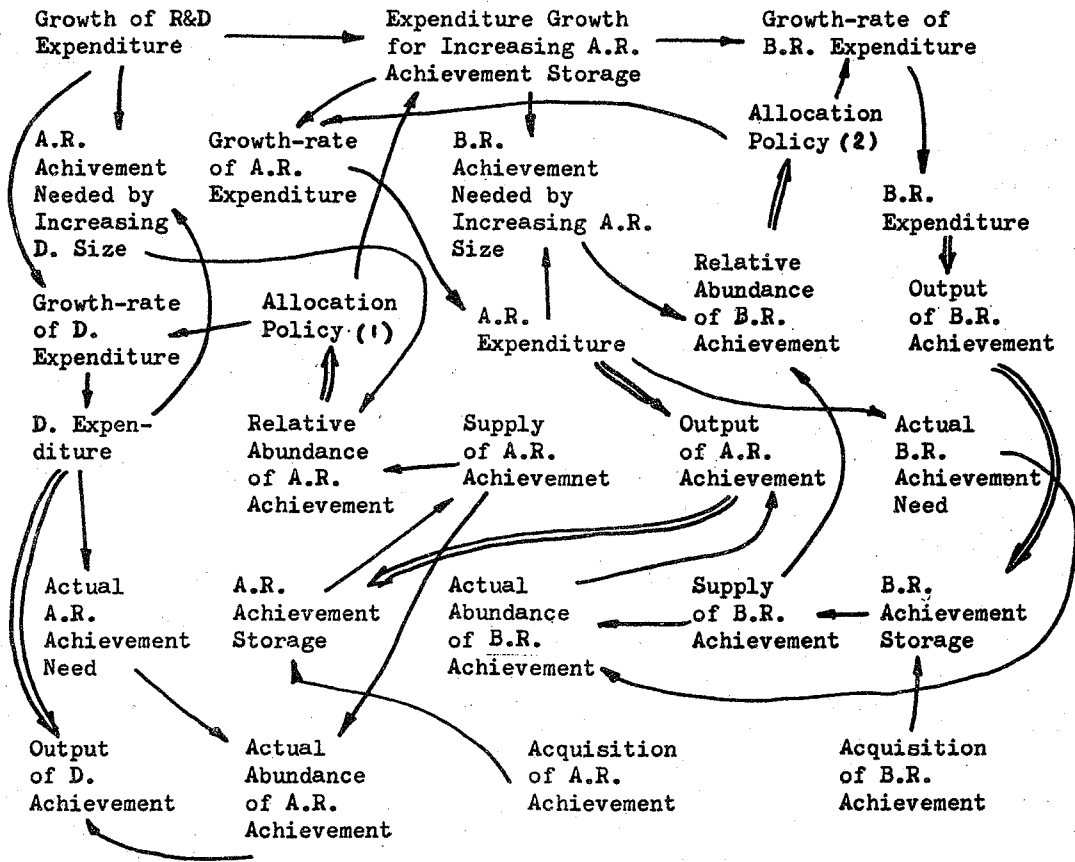 Growth of R&D
Expenditure
Expenditure Growth
for Increasing A.R.
Achievement Storage
Growth-rate of
B.R. Expenditure
A.R.
Achivement
Needed by
Increasing
D. Size
Growth-rate
of A.R.
Expenditure
B.R.
Achievement
Needed by
Increasing A.R.
Size
Allocation
Policy (2)
B.R.
Expenditure
Growth-rate
of D.
Expenditure
Allocation
Policy (1)
A.R.
Expenditure
Relative
Abundance
of B.R.
Achievement
Output
of B.R.
Achievement
D. Expen-
diture
Relative
Abundance
of A.R.
Achievement
Supply
of A.R.
Achievemnet
Output
of A.R.
Achievement
Actual
B.R.
Achievement
Need
Actual
A.R.
Achievement
Need
A.R.
Achievement
Storage
Actual
Abundance
of B.R.
Achievement
Supply
of B.R.
Achievement
B.R.
Achievement
Storage
Output
of D.
Achievement
Actual
Abundance
of A.R.
Achievement
Acquisition
of A.R.
Achievement
Acquisition
of B.R.
Achievement